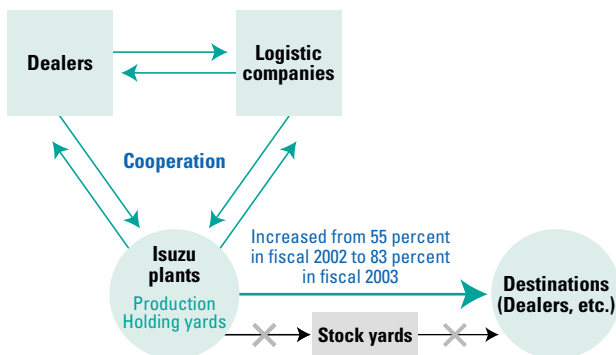 Dealers
Logistic
companies
Cooperation
Isuzu
plants
Production
Holding yards
Increased from 55 percent
in fiscal 2002 to 83 percent
in fiscal 2003
Destinations
(Dealers, etc.)
Stock yards